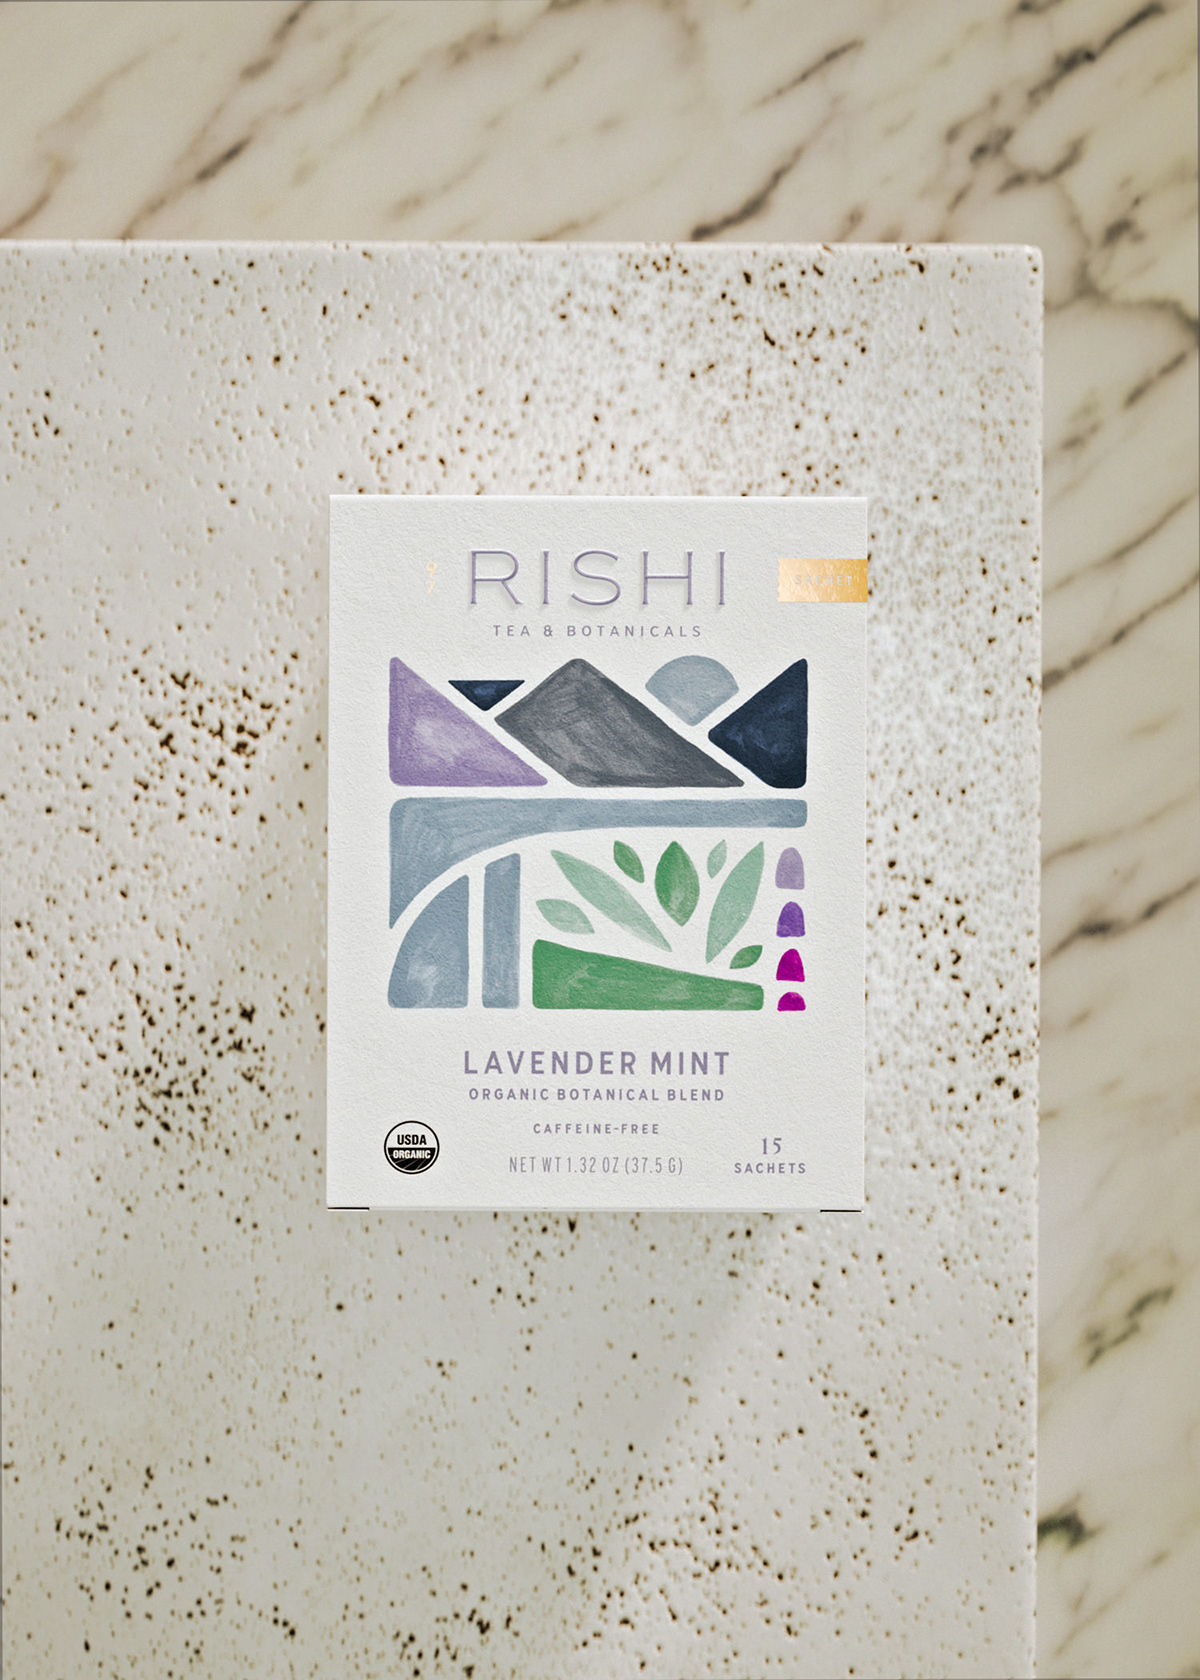 RISHI
SACHET
TEA & BOTANICALS
LAVENDER MINT
ORGANIC BOTANICAL BLEND
CAFFEINE-FREE
USDA
ORGANIC
NET WT 1.32 OZ (37.5 G)
15
SACHETS